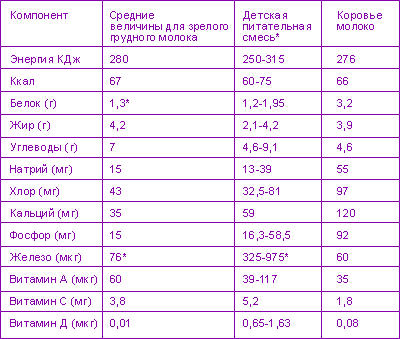 Компонент Средние величины для зрелого грудного молока Детская питательная смесь* Коровье молоко
Энергия КДж 280 250-315 276
Ккал 67 60-75 66
Белок (г) 1,3* 1,2-1,95 3,2
Жир (г) 4,2 2,1-4,2 3,9
Углеводы (г) 7 4,6-9,1 4,6
Натрий (мг) 15 13-39 55
Хлор (мг) 43 32,5-81 97
Кальций (мг) 35 59 120
Фосфор (мг) 15 16,3-58,5 92
Железо (мкг) 76* 325-975* 60
Витамин А (мкг) 60 39-117 35
Витамин С (мг) 3,8 5,2 1,8
Витамин Д (мкг) 0,01 0,65-1,63 0,08